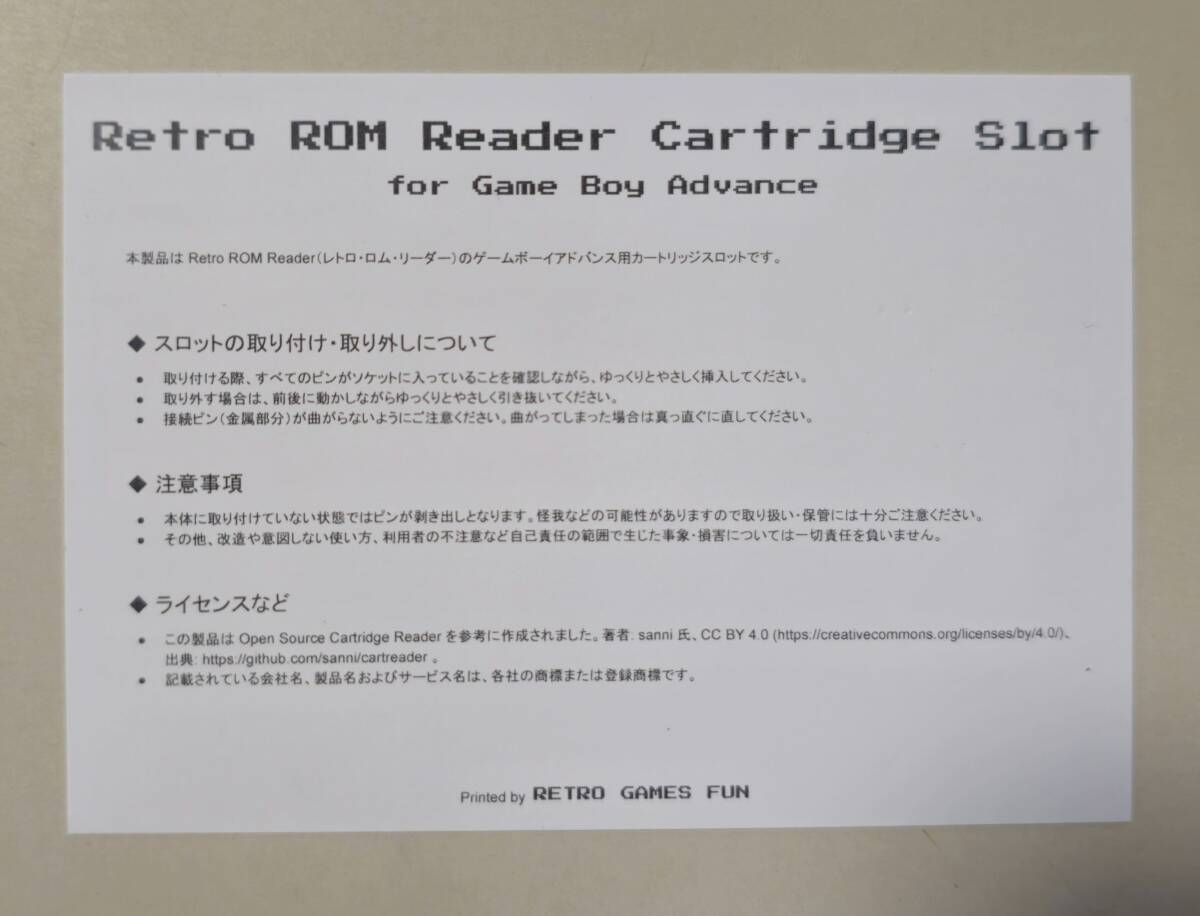 Retro ROM Reader Cartridge Slot
for Game Boy Advance
本製品は Retro ROM Reader(レトロ・ロム・リーダー)のゲームボーイアドバンス用カートリッジスロットです。
◆ スロットの取り付け・取り外しについて
● 取り付ける際、すべてのピンがソケットに入っていることを確認しながら、ゆっくりとやさしく挿入してください。
● 取り外す場合は、前後に動かしながらゆっくりとやさしく引き抜いてください。
● 接続ピン(金属部分)が曲がらないようにご注意ください。曲がってしまった場合は真っ直ぐに直してください。
◆ 注意事項
● 本体に取り付けていない状態ではピンが剥き出しとなります。怪我などの可能性がありますので取り扱い・保管には十分ご注意ください。
● その他、改造や意図しない使い方、利用者の不注意など自己責任の範囲で生じた事象・損害については一切責任を負いません。
◆ ライセンスなど
● この製品は Open Source Cartridge Reader を参考に作成されました。著者: sanni 氏、CC BY 4.0 (https://creativecommons.org/licenses/by/4.0/)、
出典: https://github.com/sanni/cartreader 。
● 記載されている会社名、製品名およびサービス名は、各社の商標または登録商標です。
Printed by RETRO GAMES FUN